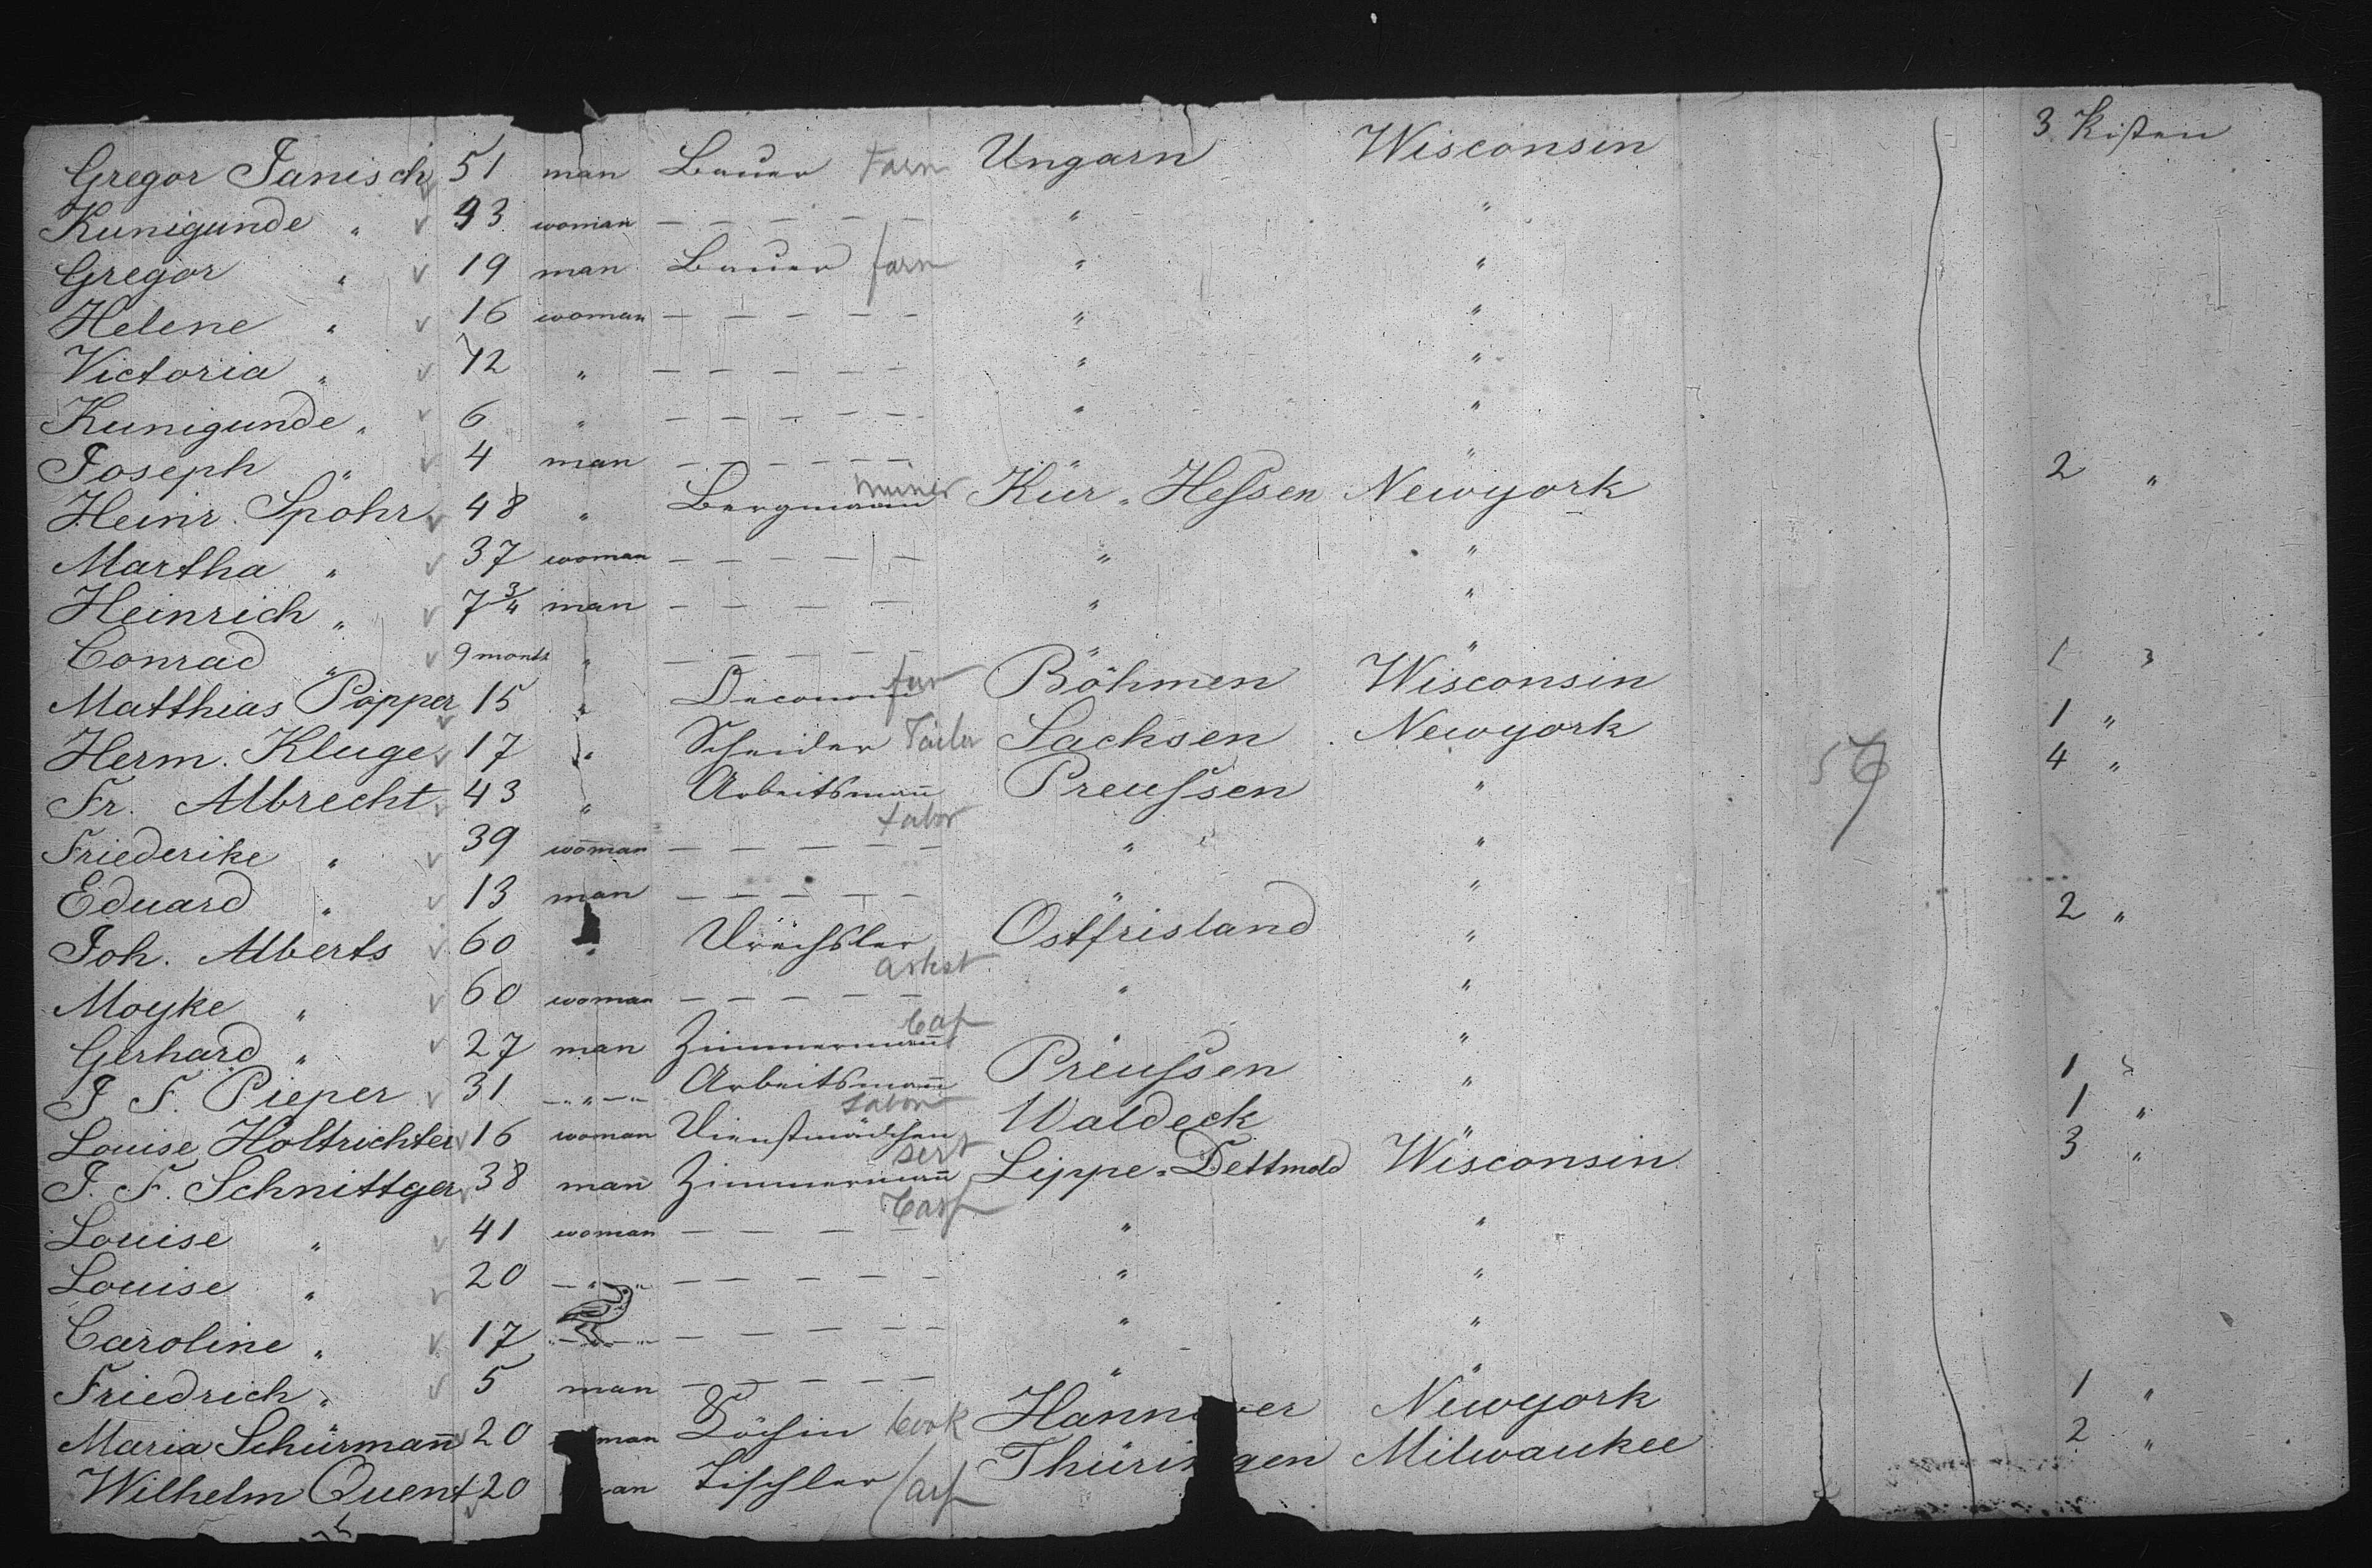 Gregor Janisch 51 man Bauer Farm Ungarn Wisconsin 3 Kisten
Kunigunde " 43 woman — — — — — " "
Gregor " 19 man Bauer farm " "
Helene " 16 woman — — — — — " "
Victoria " 12 " — — — — — " "
Kunigunde " 6 " — — — — — " "
Joseph " 4 man — — — — — " "
Heinr. Spohr 48 " Bergmann miner Kur-Hessen Newyork 2 "
Martha " 37 woman — — — — — " "
Heinrich " 7 3/4 man — — — — — " "
Conrad " 9 month " — — — — — " "
Matthias Popper 15 " Oeconom far Böhmen Wisconsin 1 "
Herm. Kluge 17 " Scheider Tailor Sachsen Newyork 1 "
Fr. Albrecht 43 " Arbeitsmann Labor Preussen " 4 "
Friederike " 39 woman — — — — — " "
Eduard " 13 man — — — — — " "
Joh. Alberts 60 " Drechsler Ostfrisland " 2 "
Moyke " 60 woman — — — — — " "
Gerhard " 27 man Zimmermann Carp " "
J F. Pieper 31 " Arbeitsmann Labor Preussen " 1 "
Louise Holtrichter 16 woman Dienstmädchen Sert Waldeck " 1 "
J. F. Schnittger 38 man Zimmermann Carp Lippe-Dettmold Wisconsin 3 "
Louise " 41 woman — — — — " "
Louise " 20 " — — — — — " "
Caroline " 17 " — — — — — " "
Friedrich " 5 man — — — — — " "
Maria Schürmann 20 man Köchin Cook Hannover Newyork 1 "
Wilhelm Quent 20 an Tischler Carp Thüringen Milwaukee 2 "